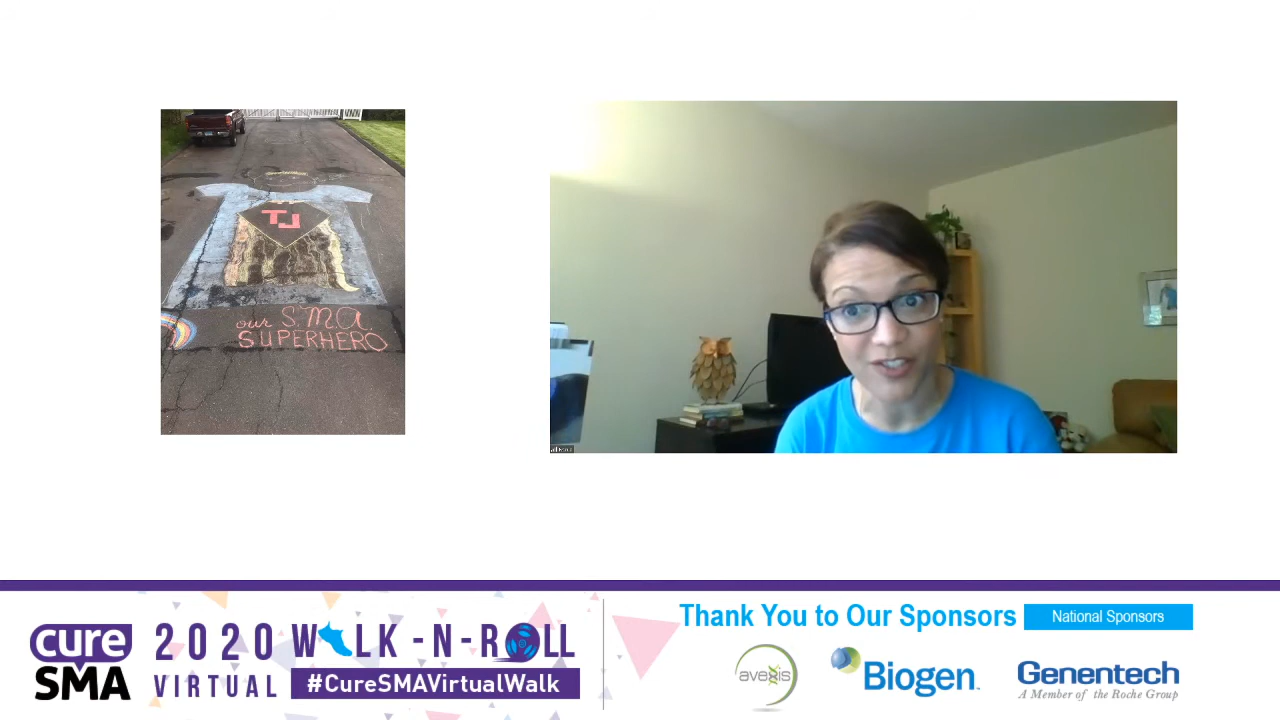 TJ
our S.M.A.
SUPERHERO
cure
SMA
2020 WALK-N-ROLL
VIRTUAL
#CureSMAVirtualWalk
Thank You to Our Sponsors
National Sponsors
avexis
Biogen
Genentech
A Member of the Roche Group